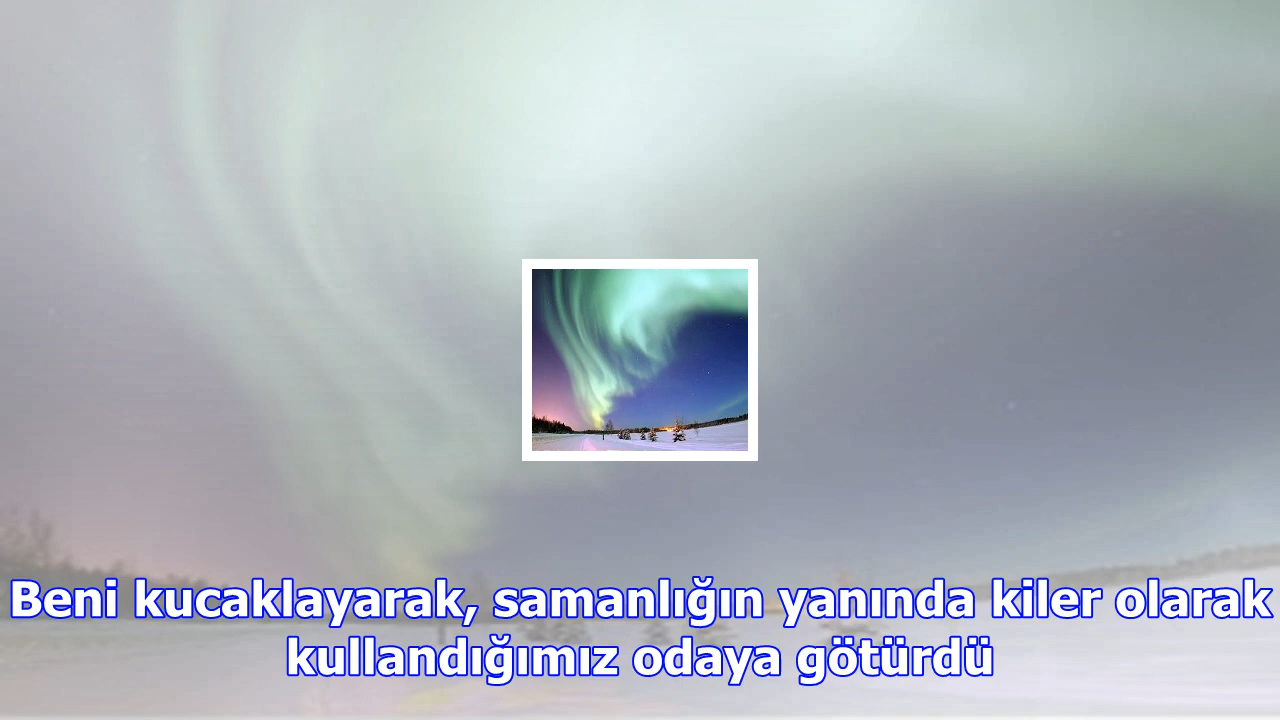 Beni kucaklayarak, samanlığın yanında kiler olarak
kullandığımız odaya götürdü